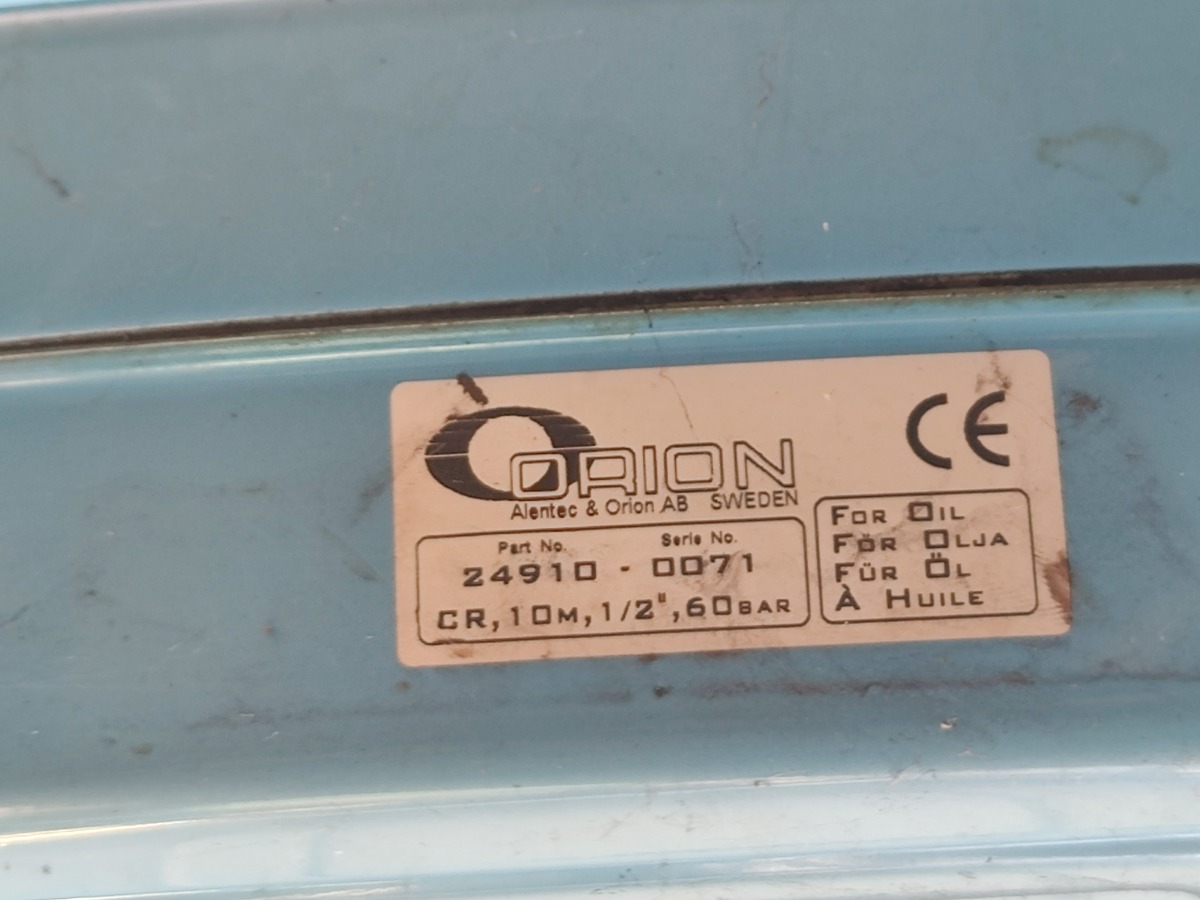 ORION
Alentec & Orion AB SWEDEN
CE
Part No. Serie No.
24910 - 0071
CR, 10M, 1/2", 60BAR
FOR OIL
FÖR OLJA
FÜR ÖL
À HUILE